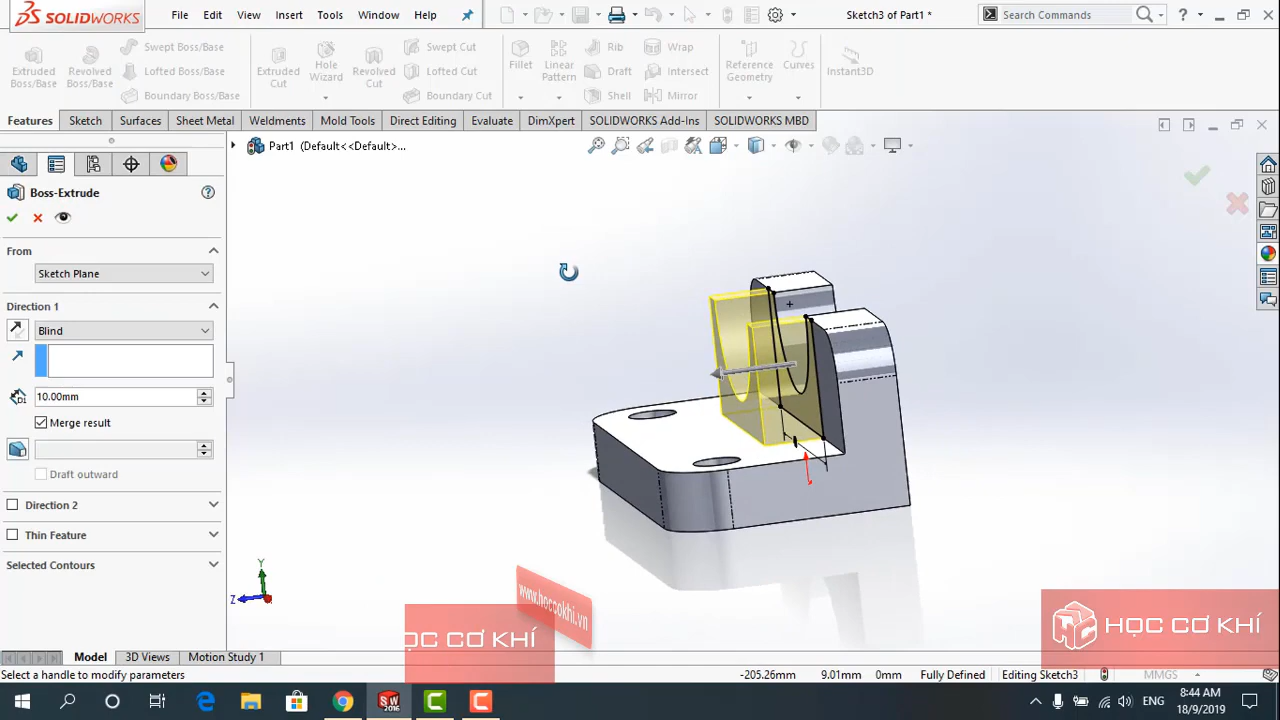 SOLIDWORKS File Edit View Insert Tools Window Help Sketch3 of Part1 * Search Commands ?
Extruded Boss/Base Revolved Boss/Base Swept Boss/Base Lofted Boss/Base Boundary Boss/Base Extruded Cut Hole Wizard Revolved Cut Swept Cut Lofted Cut Boundary Cut Fillet Linear Pattern Rib Draft Shell Wrap Intersect Mirror Reference Geometry Curves Instant3D
Features Sketch Surfaces Sheet Metal Weldments Mold Tools Direct Editing Evaluate DimXpert SOLIDWORKS Add-Ins SOLIDWORKS MBD
Part1 (Default<<Default>...
Boss-Extrude
From
Sketch Plane
Direction 1
Blind
10.00mm
Merge result
Draft outward
Direction 2
Thin Feature
Selected Contours
Y
Z
www.hoccokhi.vn
HỌC CƠ KHÍ
HỌC CƠ KHÍ
Model 3D Views Motion Study 1
Select a handle to modify parameters -205.26mm 9.01mm 0mm Fully Defined Editing Sketch3 MMGS
SW 2016 ENG 8:44 AM
18/9/2019